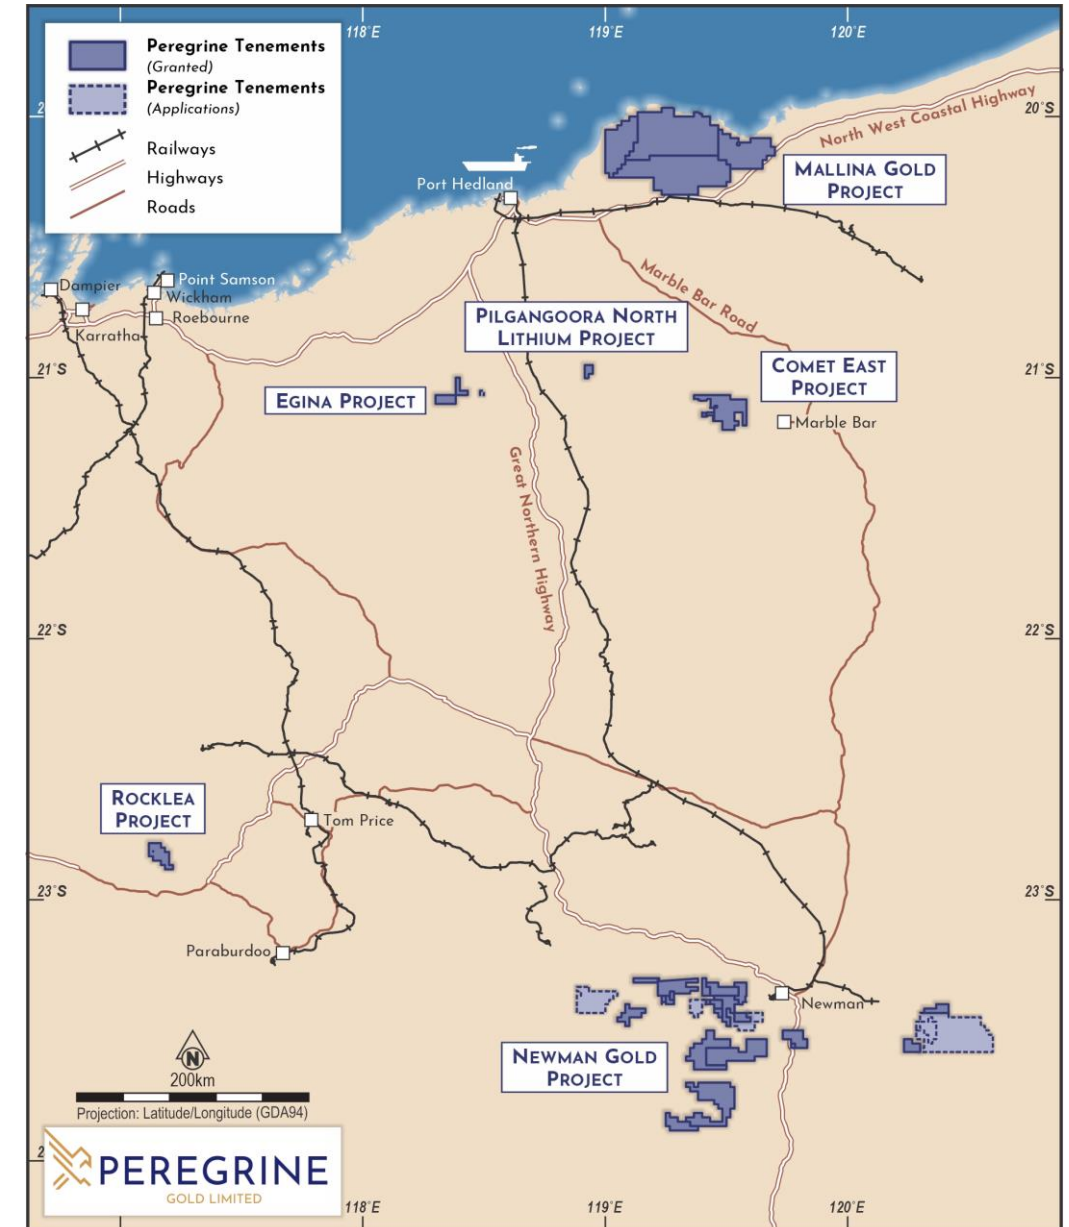 118°E
119°E
120°E
Peregrine Tenements
(Granted)
Peregrine Tenements
(Applications)
Railways
Highways
Roads
20°S
North West Coastal Highway
MALLINA GOLD
PROJECT
Port Hedland
Marble Bar Road
Dampier
Point Samson
Wickham
Roebourne
Karratha
PILGANGOORA NORTH
LITHIUM PROJECT
21°S
21°S
COMET EAST
PROJECT
EGINA PROJECT
Marble Bar
Great Northern Highway
22°S
22°S
ROCKLEA
PROJECT
Tom Price
23°S
23°S
Paraburdoo
Newman
NEWMAN GOLD
PROJECT
N
200km
Projection: Latitude/Longitude (GDA94)
PEREGRINE
GOLD LIMITED
118°E
119°E
120°E